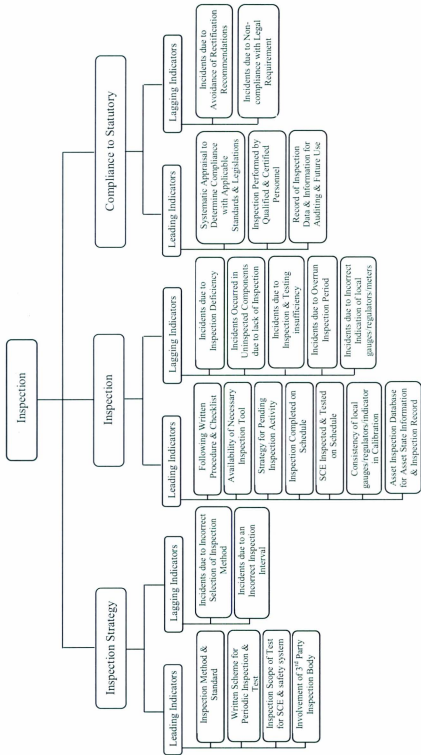 Inspection
Inspection Strategy
Leading Indicators
Inspection Method &
Standard
Written Scheme for
Periodic Inspection &
Test
Inspection Scope of Test
for SCE & safety system
Involvement of 3rd Party
Inspection Body
Lagging Indicators
Incidents due to Incorrect
Selection of Inspection
Method
Incidents due to an
Incorrect Inspection
Interval
Inspection
Leading Indicators
Following Written
Procedure & Checklist
Availability of Necessary
Inspection Tool
Strategy for Pending
Inspection Activity
Inspection Completed on
Schedule
SCE Inspected & Tested
on Schedule
Consistency of local
gauges/regulators/indicator
in Calibration
Asset Inspection Database
for Asset State Information
& Inspection Record
Lagging Indicators
Incidents due to
Inspection Deficiency
Incidents Occurred in
Uninspected Components
due to lack of Inspection
Incidents due to
Inspection & Testing
insufficiency
Incidents due to Overrun
Inspection Period
Incidents due to Incorrect
Indication of local
gauges/regulators/meters
Compliance to Statutory
Leading Indicators
Systematic Appraisal to
Determine Compliance
with Applicable
Standards & Legislations
Inspection Performed by
Qualified & Certified
Personnel
Record of Inspection
Data & Information for
Auditing & Future Use
Lagging Indicators
Incidents due to
Avoidance of Rectification
Recommendations
Incidents due to Non-
compliance with Legal
Requirement